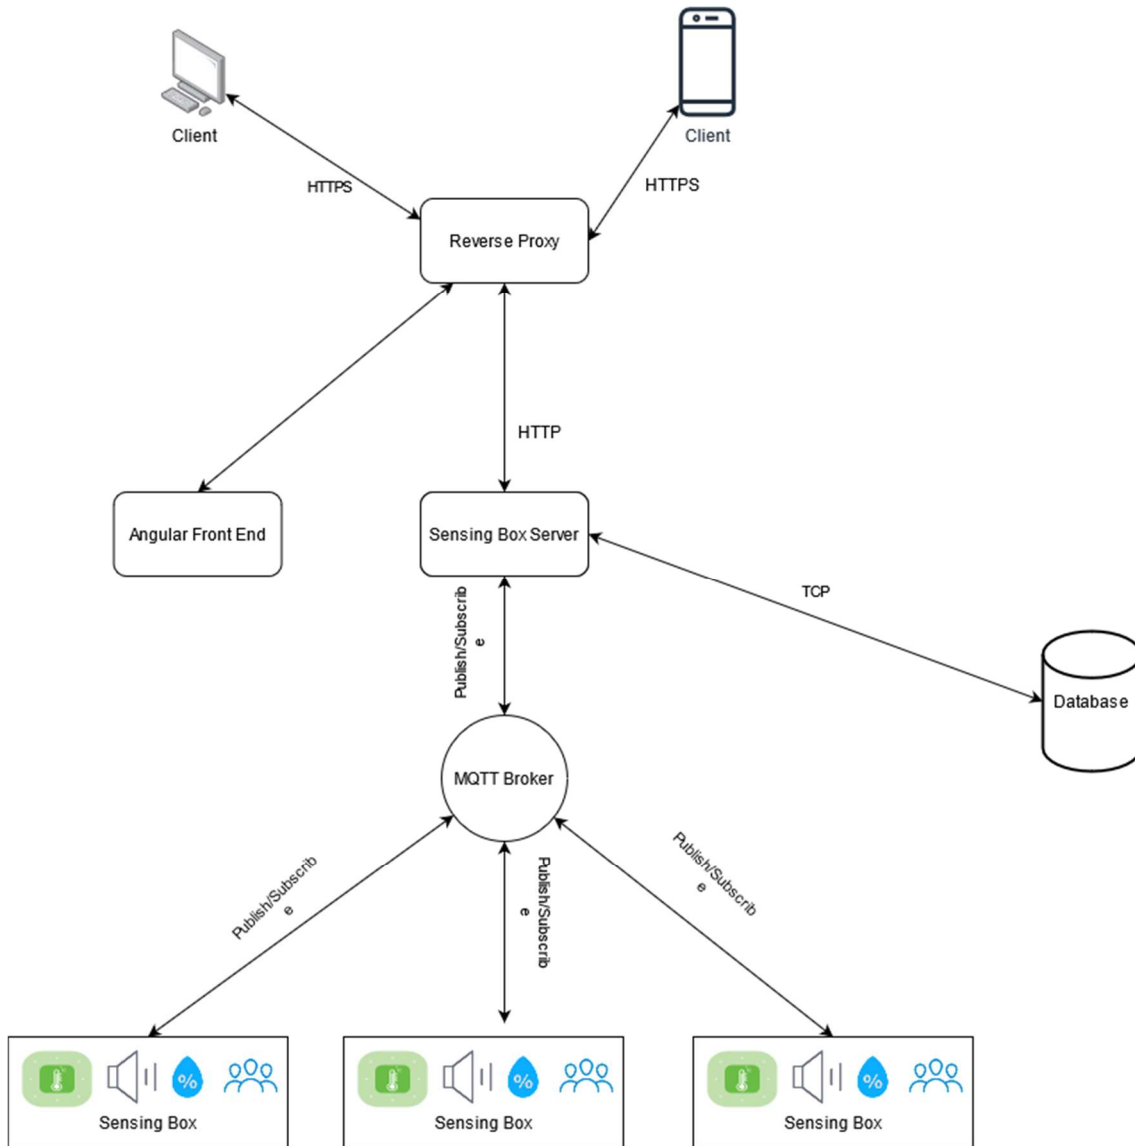 Client
Client
HTTPS
HTTPS
Reverse Proxy
HTTP
Angular Front End
Sensing Box Server
TCP
Publish/Subscrib
e
Database
MQTT Broker
Publish/Subscrib
e
Publish/Subscrib
e
Publish/Subscrib
e
%
%
%
Sensing Box
Sensing Box
Sensing Box